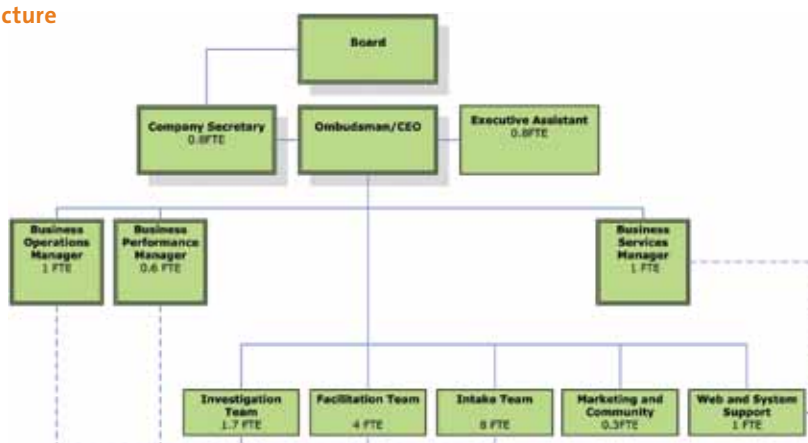 cture
Board
Company Secretary
0.8FTE
Ombudsman/CEO
Executive Assistant
0.8FTE
Business
Operations
Manager
1 FTE
Business
Performance
Manager
0.6 FTE
Business
Services
Manager
1 FTE
Investigation
Team
1.7 FTE
Facilitation Team
4 FTE
Intake Team
8 FTE
Marketing and
Community
0.3FTE
Web and System
Support
1 FTE